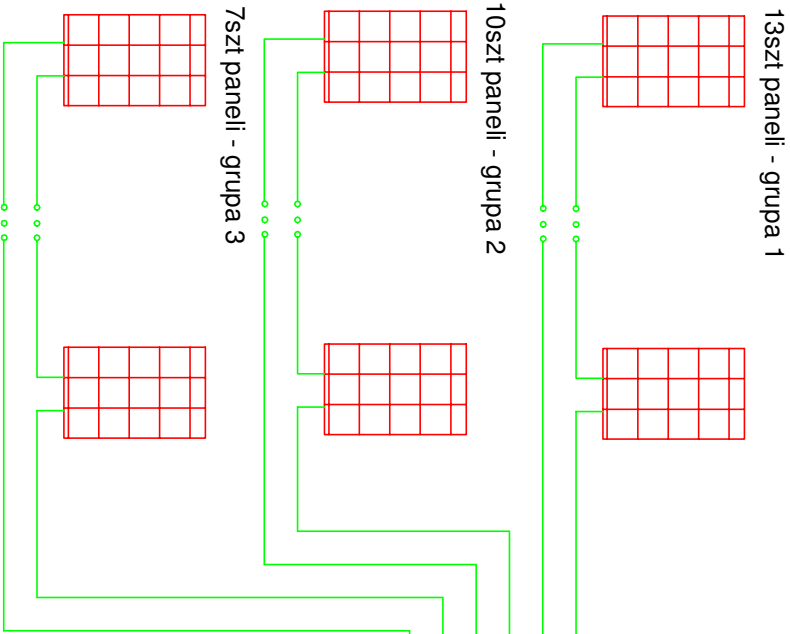 13szt paneli - grupa 1
10szt paneli - grupa 2
7szt paneli - grupa 3